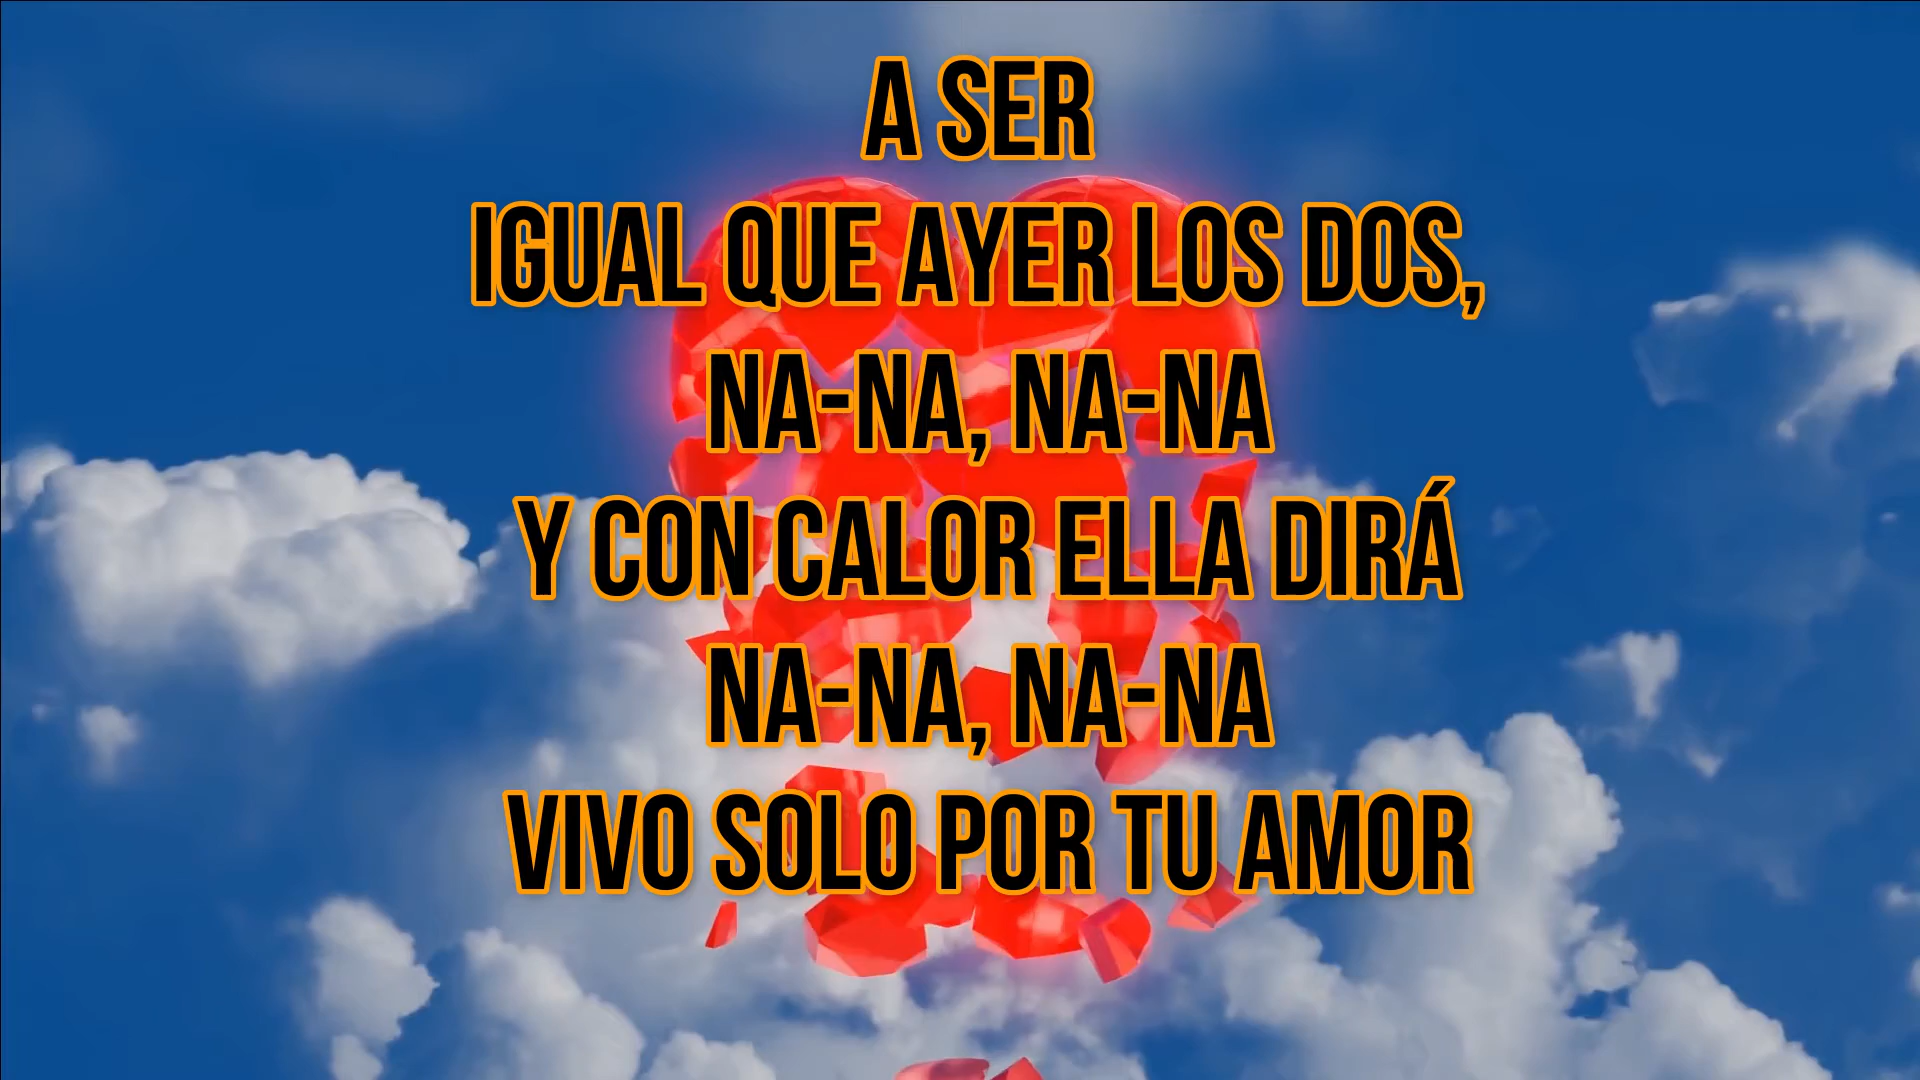 A SER
IGUAL QUE AYER LOS DOS,
NA-NA, NA-NA
Y CON CALOR ELLA DIRÁ
NA-NA, NA-NA
VIVO SOLO POR TU AMOR